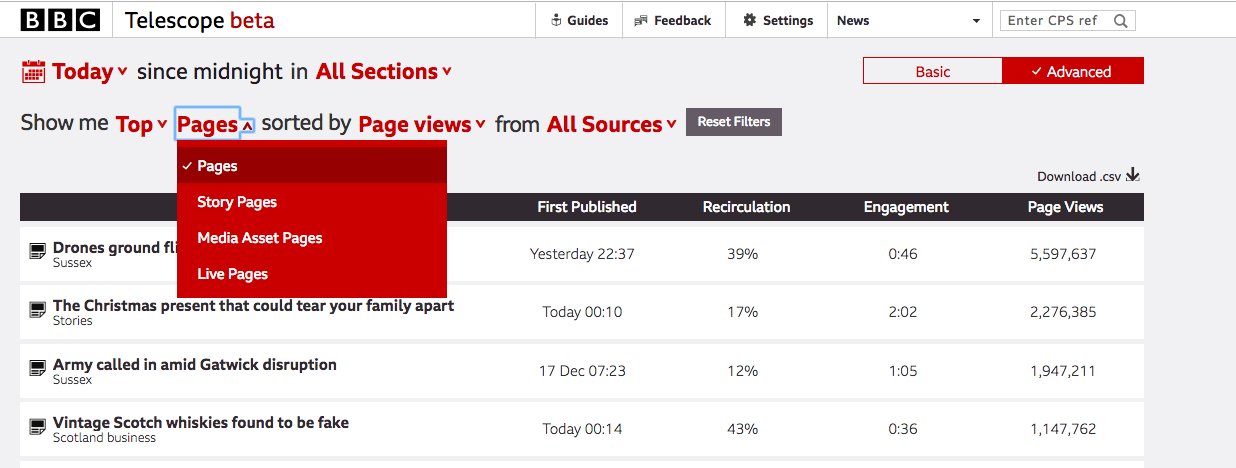 BBC Telescope beta Guides Feedback Settings News Enter CPS ref
Today since midnight in All Sections Basic Advanced
Show me Top Pages sorted by Page views from All Sources Reset Filters
Pages
Story Pages
Media Asset Pages
Live Pages
Download .csv
First Published Recirculation Engagement Page Views
Drones ground fli Yesterday 22:37 39% 0:46 5,597,637
Sussex
The Christmas present that could tear your family apart Today 00:10 17% 2:02 2,276,385
Stories
Army called in amid Gatwick disruption 17 Dec 07:23 12% 1:05 1,947,211
Sussex
Vintage Scotch whiskies found to be fake Today 00:14 43% 0:36 1,147,762
Scotland business